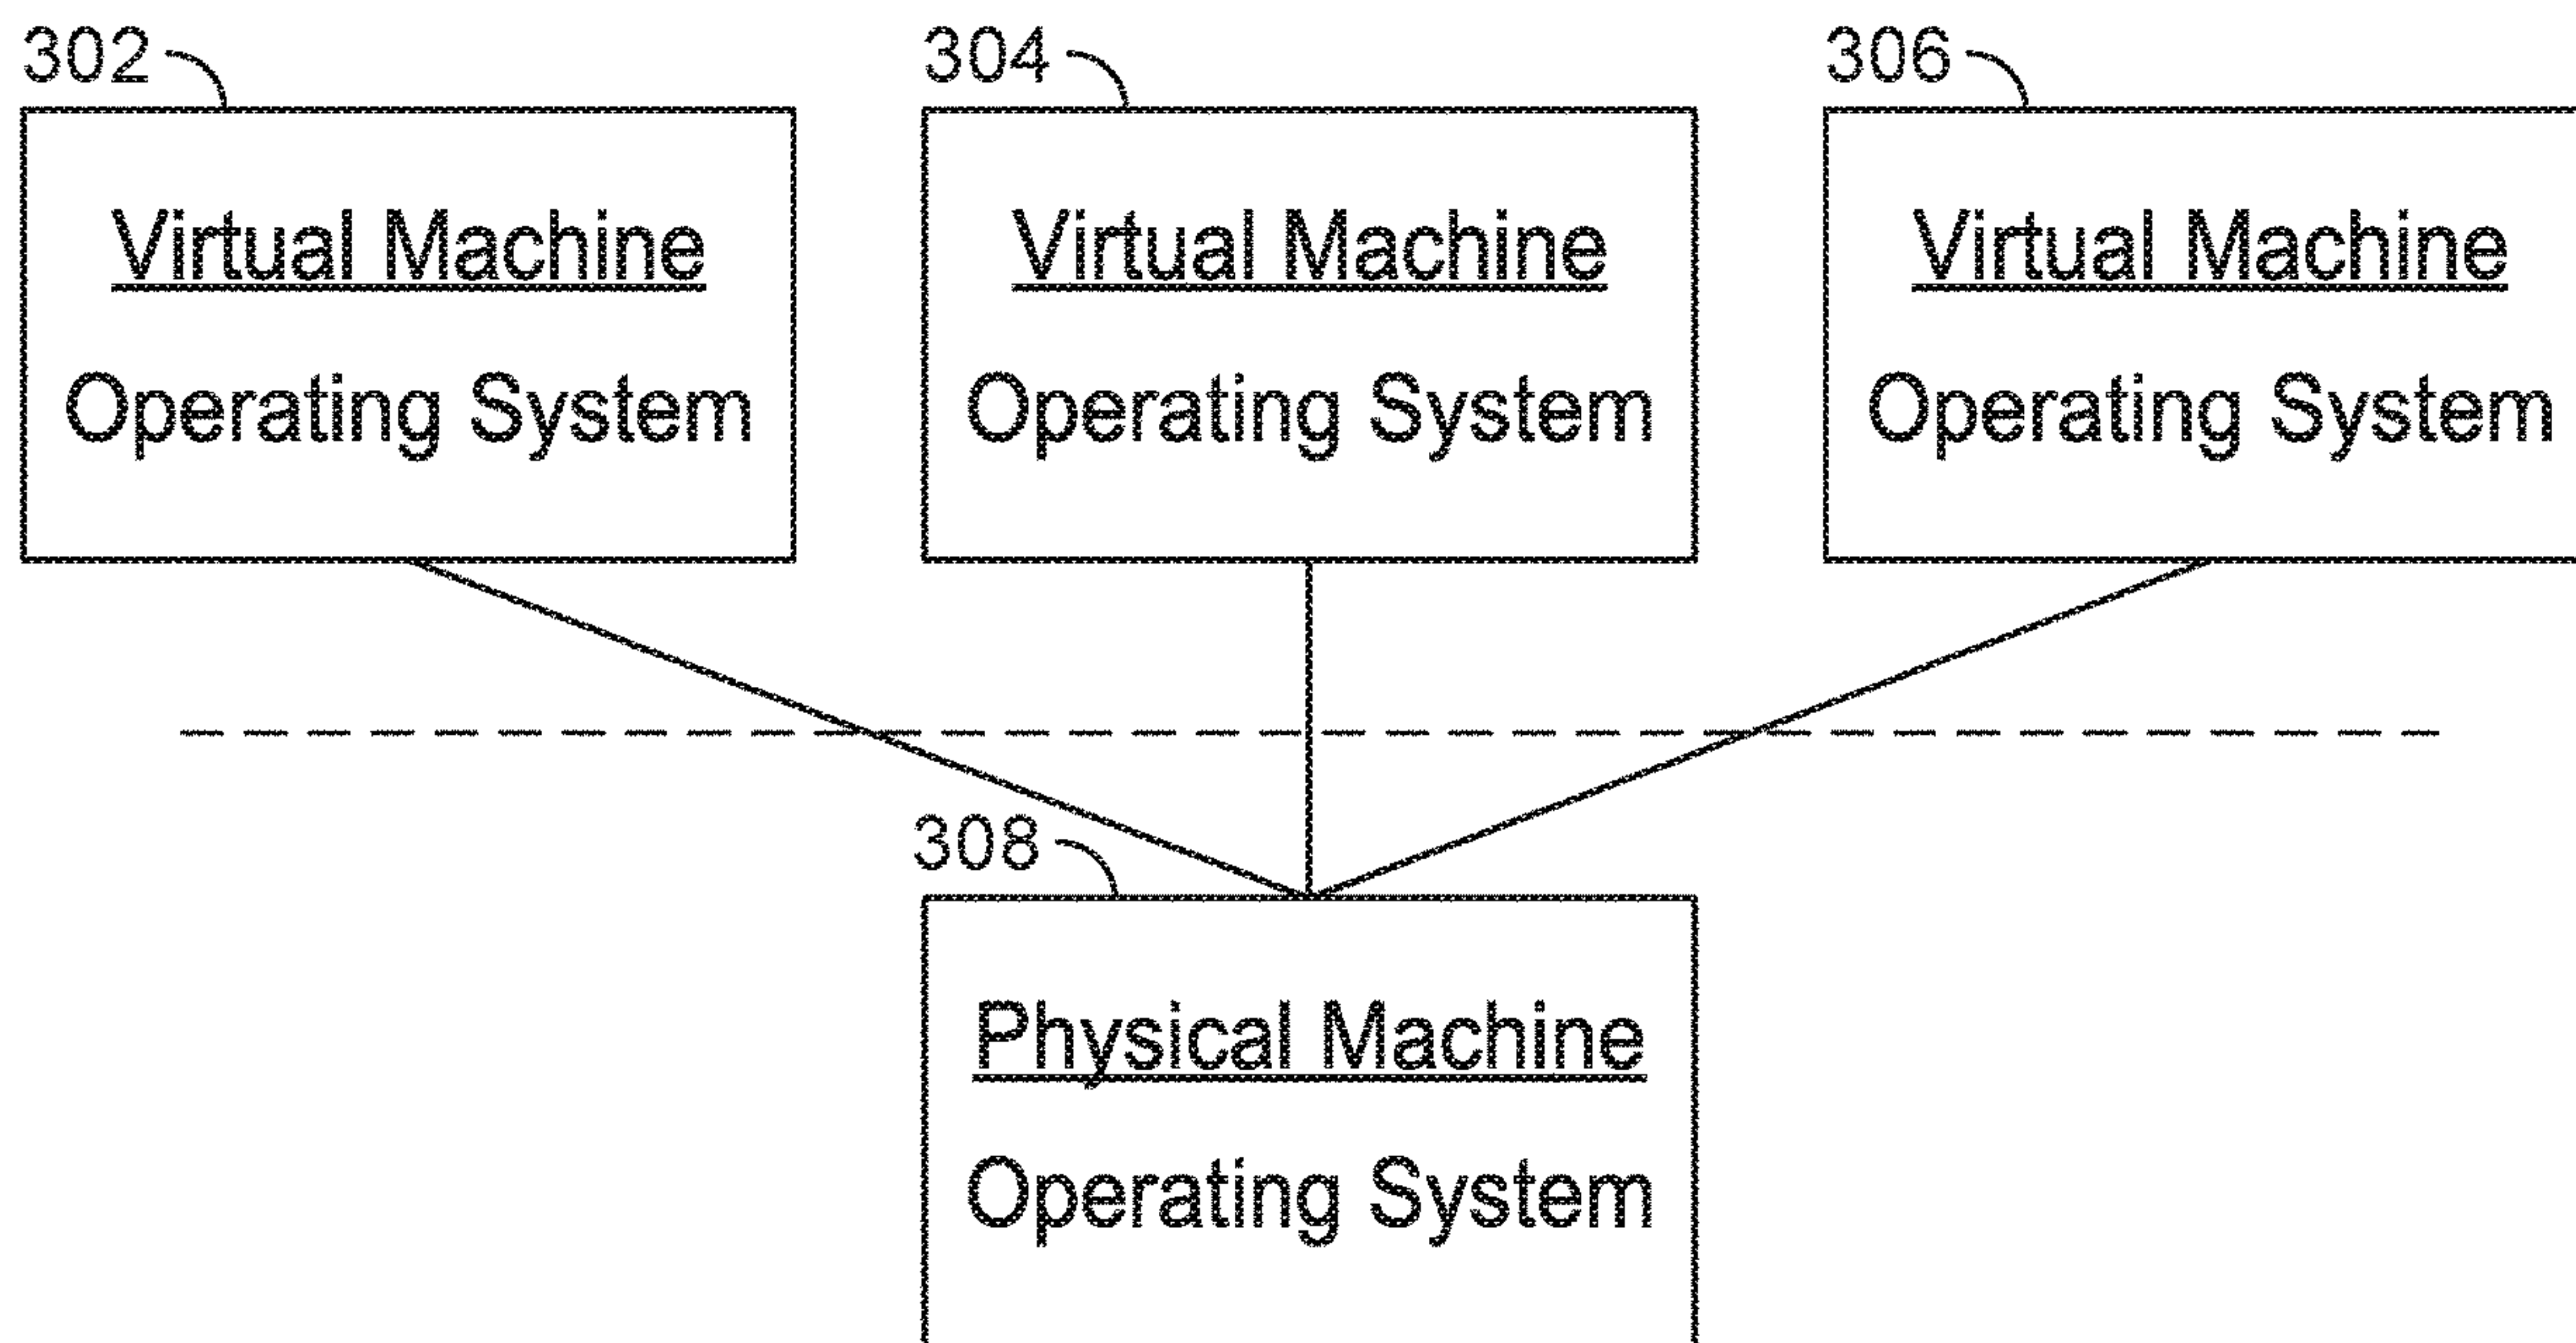 302
304
306
Virtual Machine
Operating System
Virtual Machine
Operating System
Virtual Machine
Operating System
308
Physical Machine
Operating System